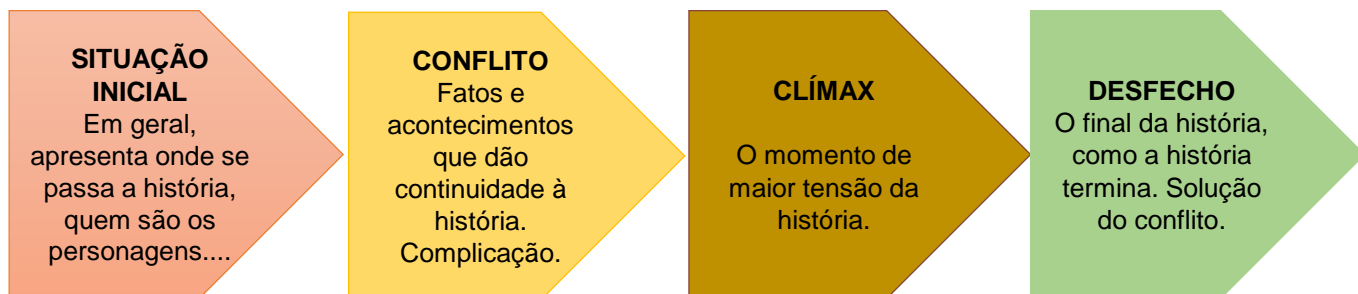 SITUAÇÃO
INICIAL
Em geral,
apresenta onde se
passa a história,
quem são os
personagens....
CONFLITO
Fatos e
acontecimentos
que dão
continuidade à
história.
Complicação.
CLÍMAX
O momento de
maior tensão da
história.
DESFECHO
O final da história,
como a história
termina. Solução
do conflito.